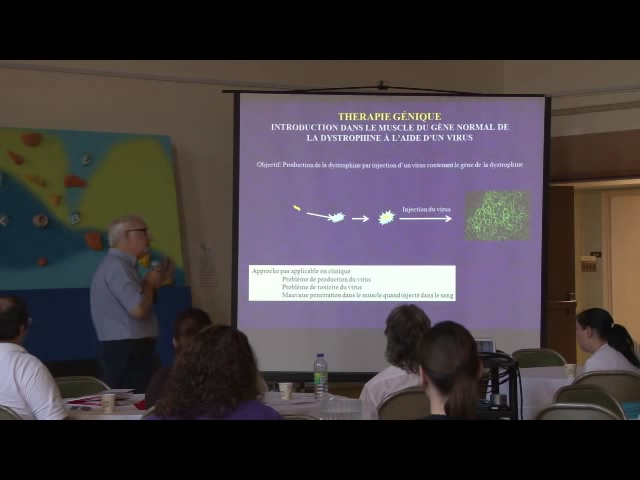 THERAPIE GÉNIQUE
INTRODUCTION DANS LE MUSCLE DU GÈNE NORMAL DE
LA DYSTROPHINE À L'AIDE D'UN VIRUS
Objectif: Production de la dystrophine par injection d'un virus contenant le gène de la dystrophine
Injection du virus
Approche pas applicable en clinique
Problème de production du virus
Problème de toxicité du virus
Mauvaise pénétration dans le muscle quand injecté dans le sang